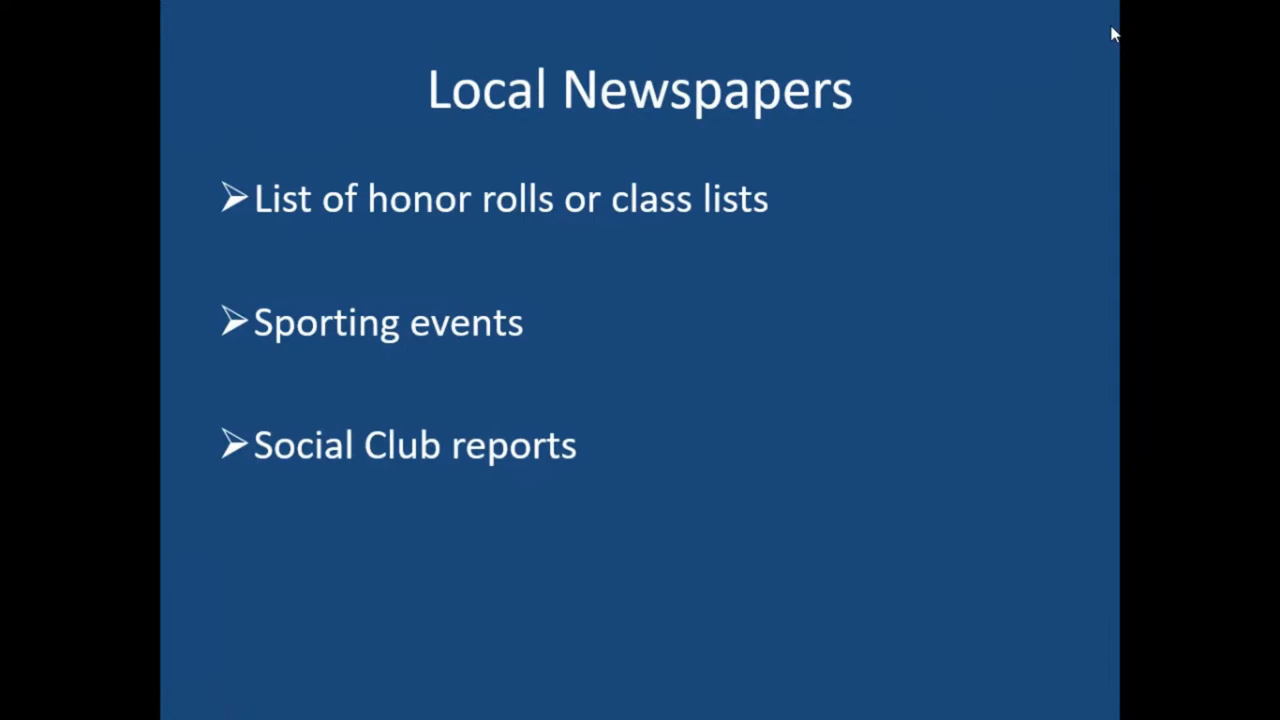 Local Newspapers
➢List of honor rolls or class lists
➢Sporting events
➢Social Club reports